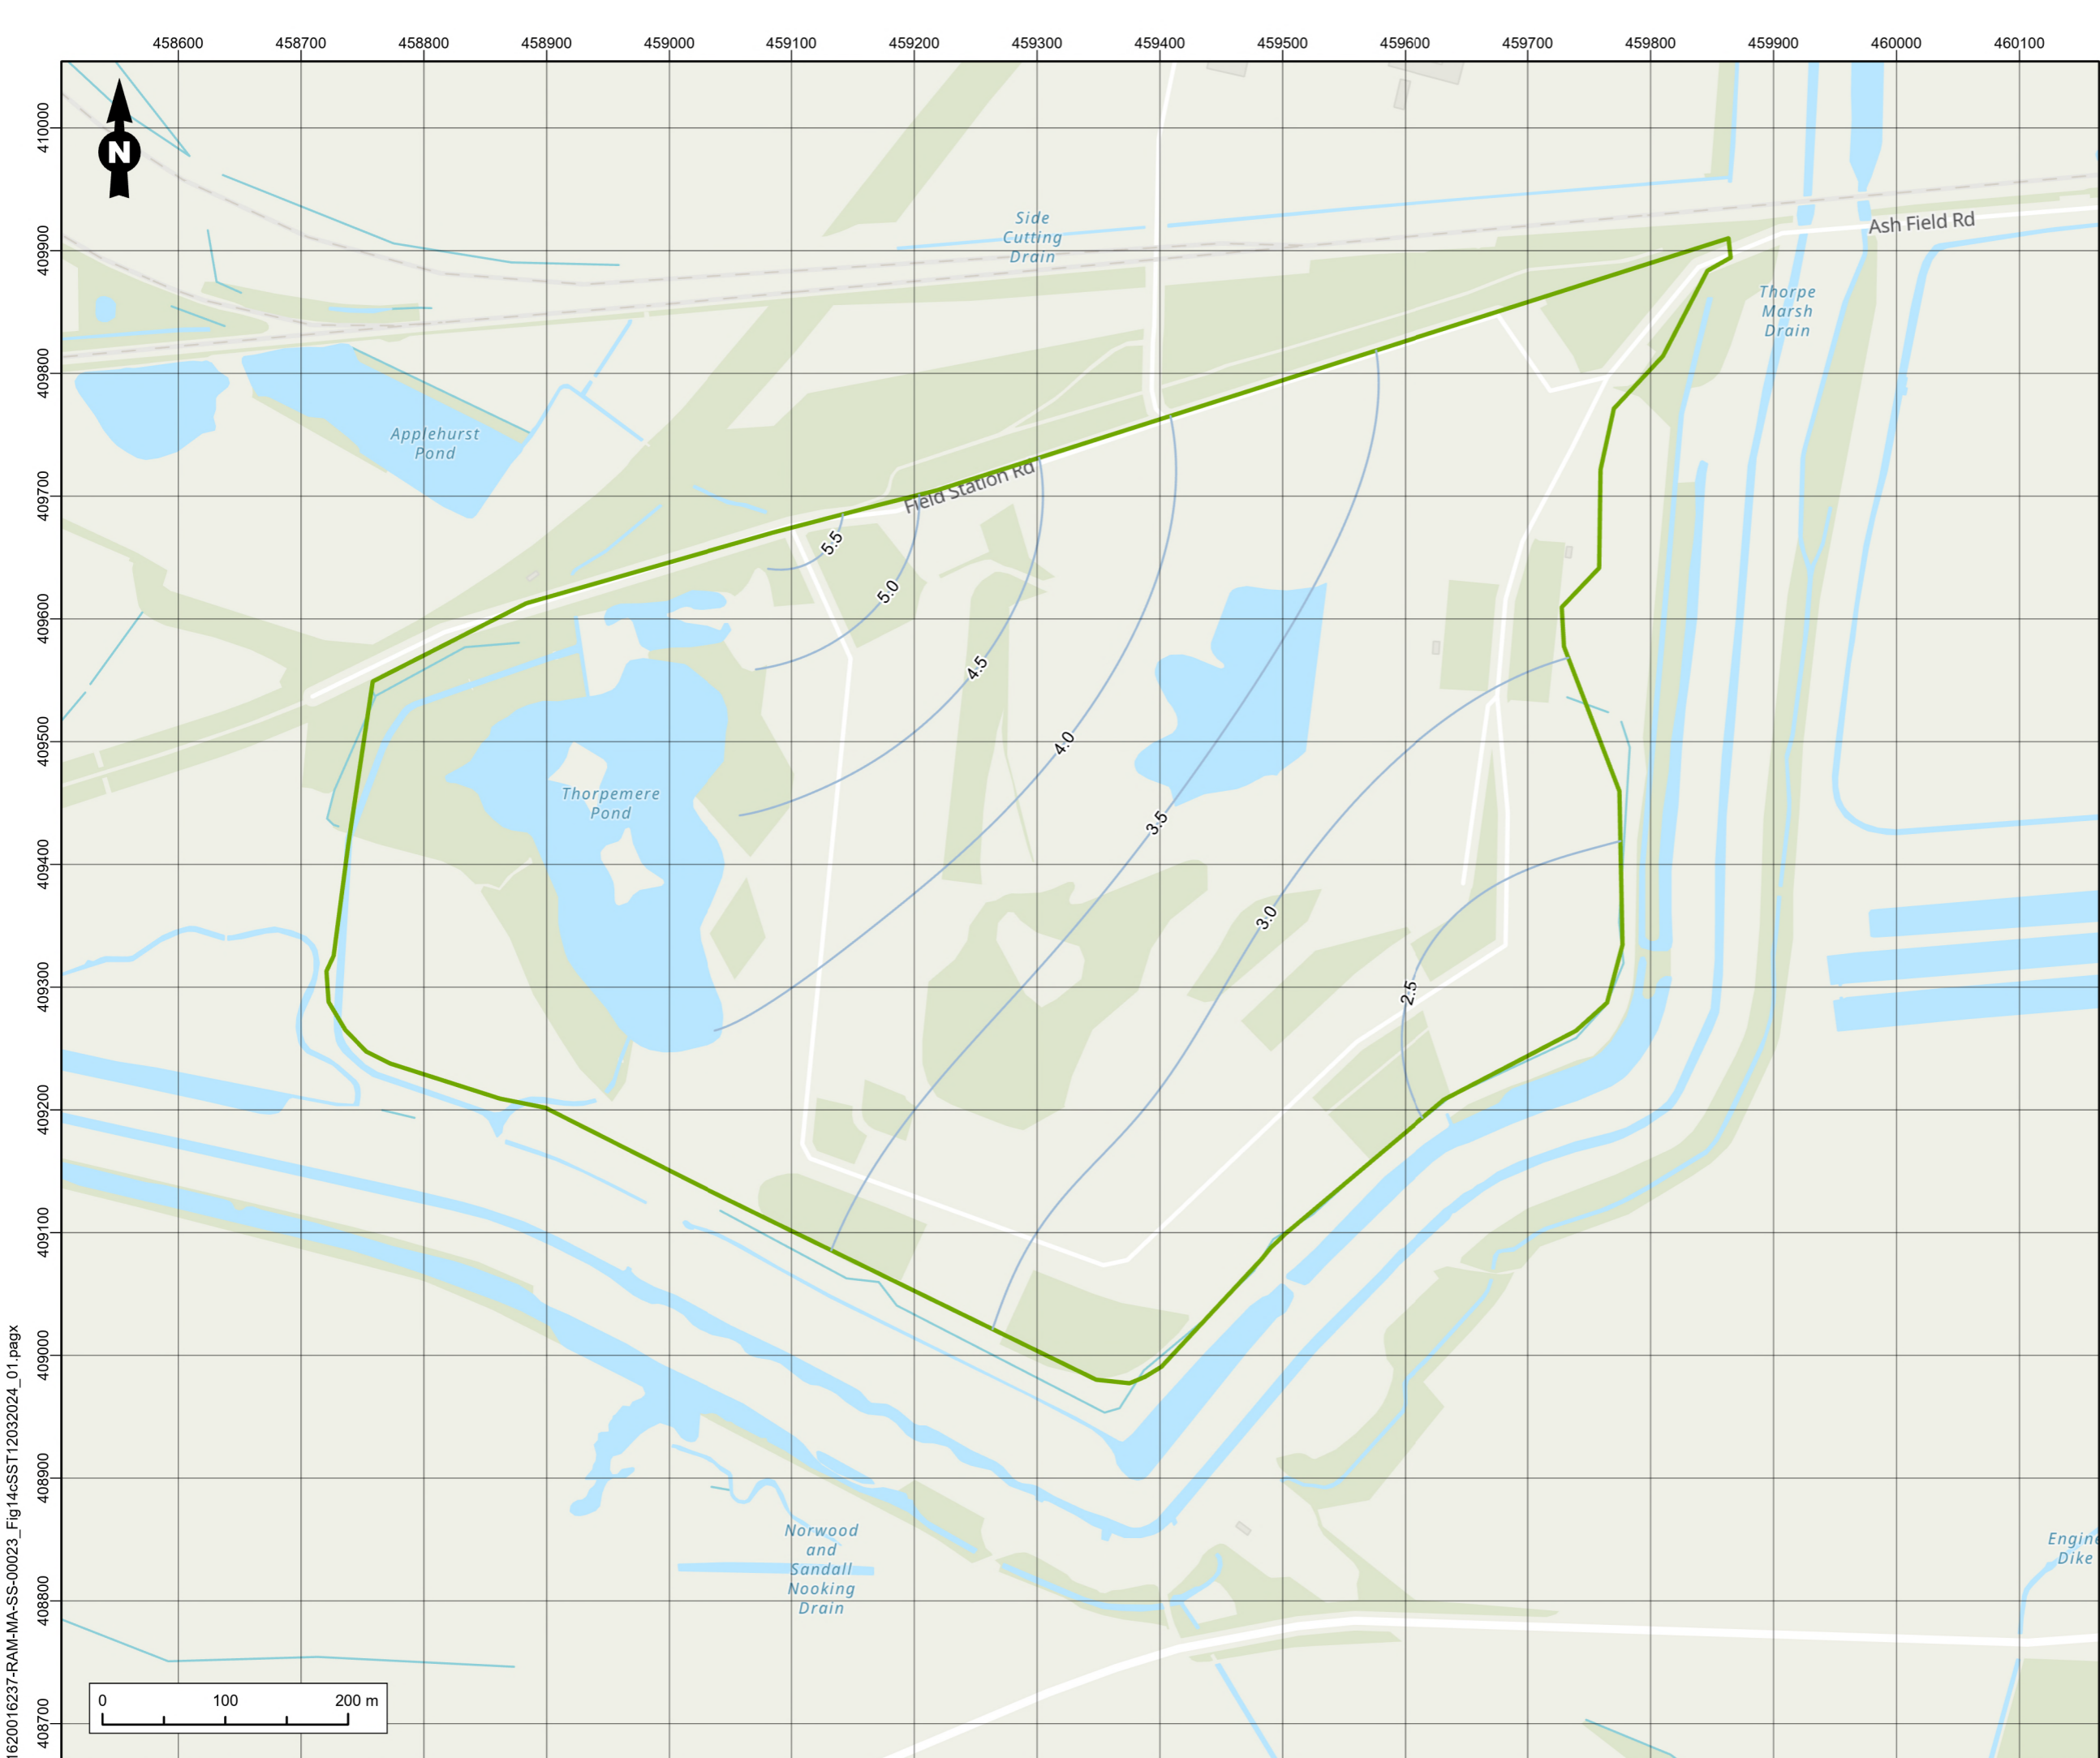 458600 458700 458800 458900 459000 459100 459200 459300 459400 459500 459600 459700 459800 459900 460000 460100
410000
409900
409800
409700
409600
409500
409400
409300
409200
409100
409000
408900
408800
408700
N
Side
Cutting
Drain
Ash Field Rd
Thorpe
Marsh
Drain
Applehurst
Pond
Field Station Rd
5.5
5.0
4.5
4.0
3.5
3.0
2.5
Thorpemere
Pond
Norwood
and
Sandall
Nooking
Drain
Engine
Dike
0 100 200 m
1620016237-RAM-MA-SS-00023_Fig14cSST12032024_01.pagx